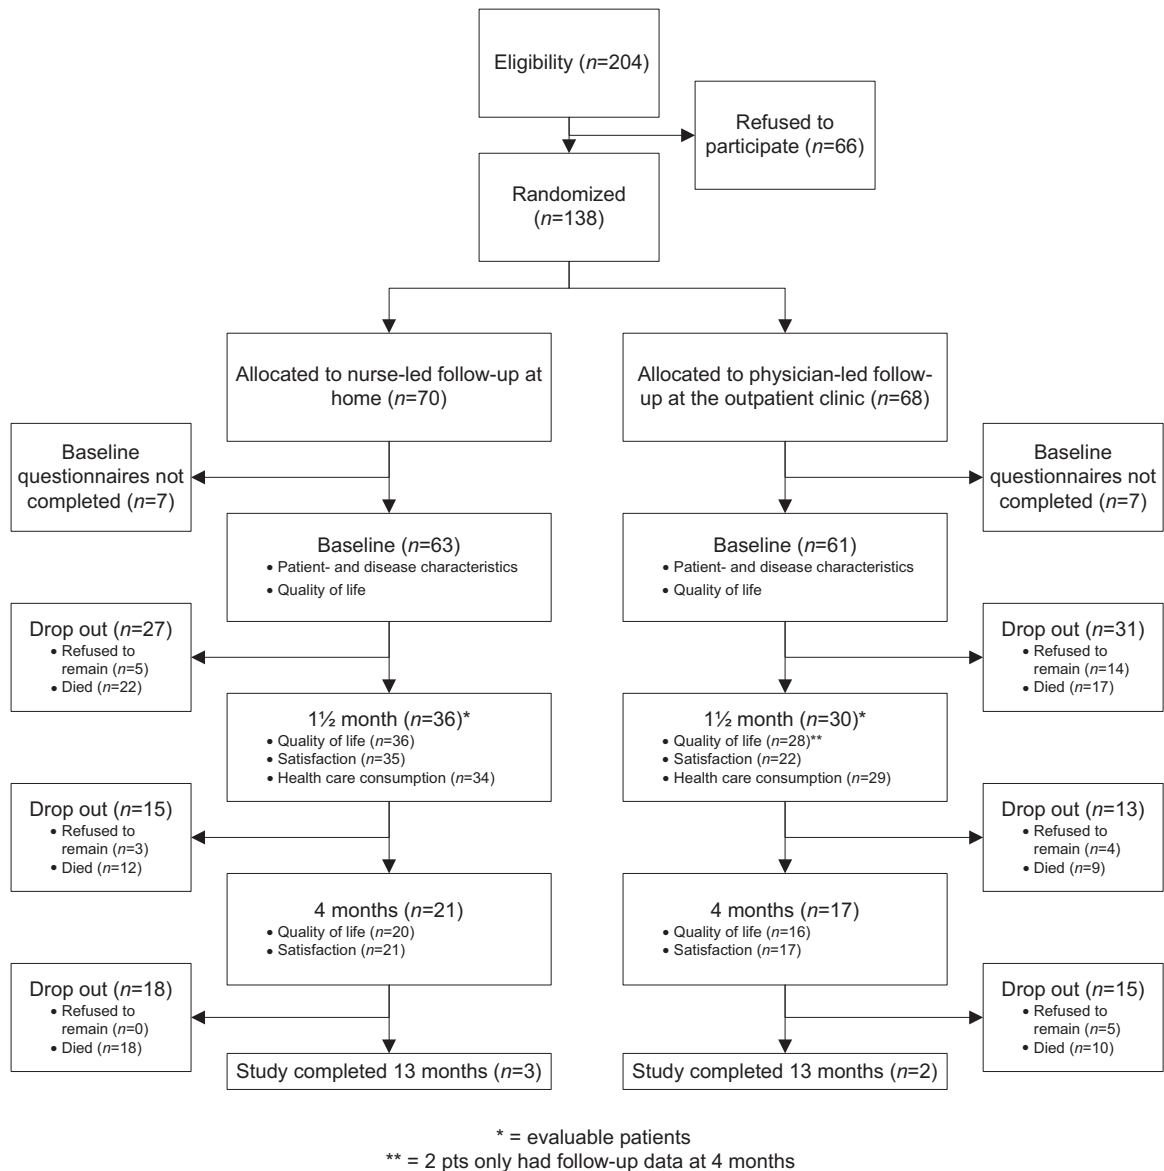 Eligibility (n=204)
Refused to
participate (n=66)
Randomized
(n=138)
Allocated to nurse-led follow-up at
home (n=70)
Allocated to physician-led follow-
up at the outpatient clinic (n=68)
Baseline
questionnaires not
completed (n=7)
Baseline
questionnaires not
completed (n=7)
Baseline (n=63)
• Patient- and disease characteristics
• Quality of life
Baseline (n=61)
• Patient- and disease characteristics
• Quality of life
Drop out (n=27)
• Refused to
remain (n=5)
• Died (n=22)
Drop out (n=31)
• Refused to
remain (n=14)
• Died (n=17)
1½ month (n=36)*
• Quality of life (n=36)
• Satisfaction (n=35)
• Health care consumption (n=34)
1½ month (n=30)*
• Quality of life (n=28)**
• Satisfaction (n=22)
• Health care consumption (n=29)
Drop out (n=15)
• Refused to
remain (n=3)
• Died (n=12)
Drop out (n=13)
• Refused to
remain (n=4)
• Died (n=9)
4 months (n=21)
• Quality of life (n=20)
• Satisfaction (n=21)
4 months (n=17)
• Quality of life (n=16)
• Satisfaction (n=17)
Drop out (n=18)
• Refused to
remain (n=0)
• Died (n=18)
Drop out (n=15)
• Refused to
remain (n=5)
• Died (n=10)
Study completed 13 months (n=3)
Study completed 13 months (n=2)
* = evaluable patients
** = 2 pts only had follow-up data at 4 months